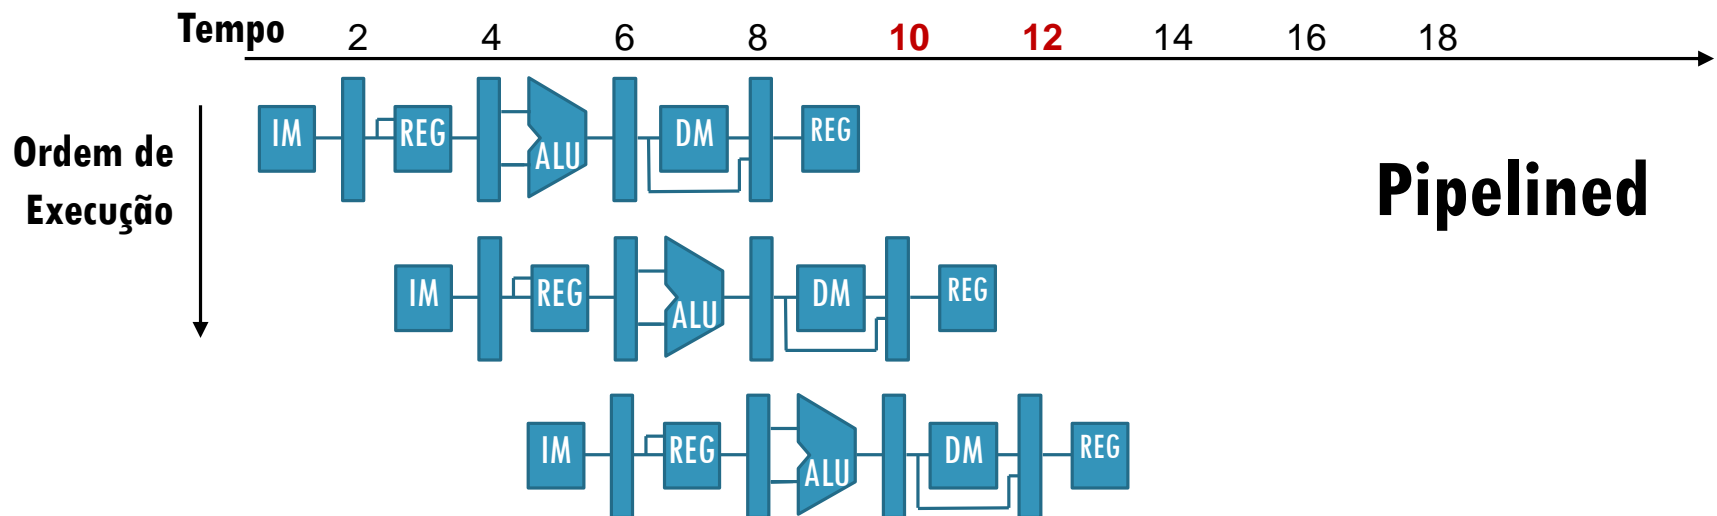 Tempo 2 4 6 8 10 12 14 16 18
Ordem de
Execução
IM REG ALU DM REG
Pipelined
IM REG ALU DM REG
IM REG ALU DM REG